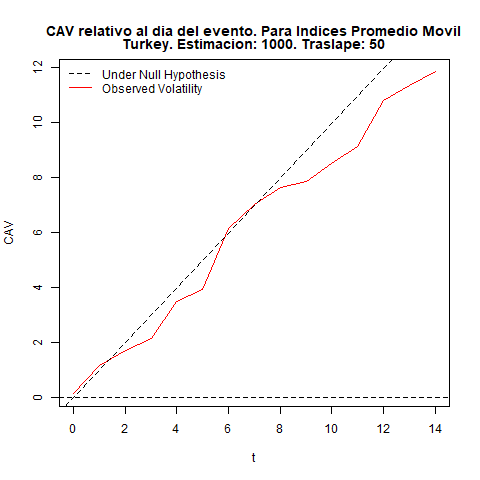 CAV relativo al dia del evento. Para Indices Promedio Movil
Turkey. Estimacion: 1000. Traslape: 50
Under Null Hypothesis
Observed Volatility
12
10
8
6
4
2
0
CAV
0 2 4 6 8 10 12 14
t